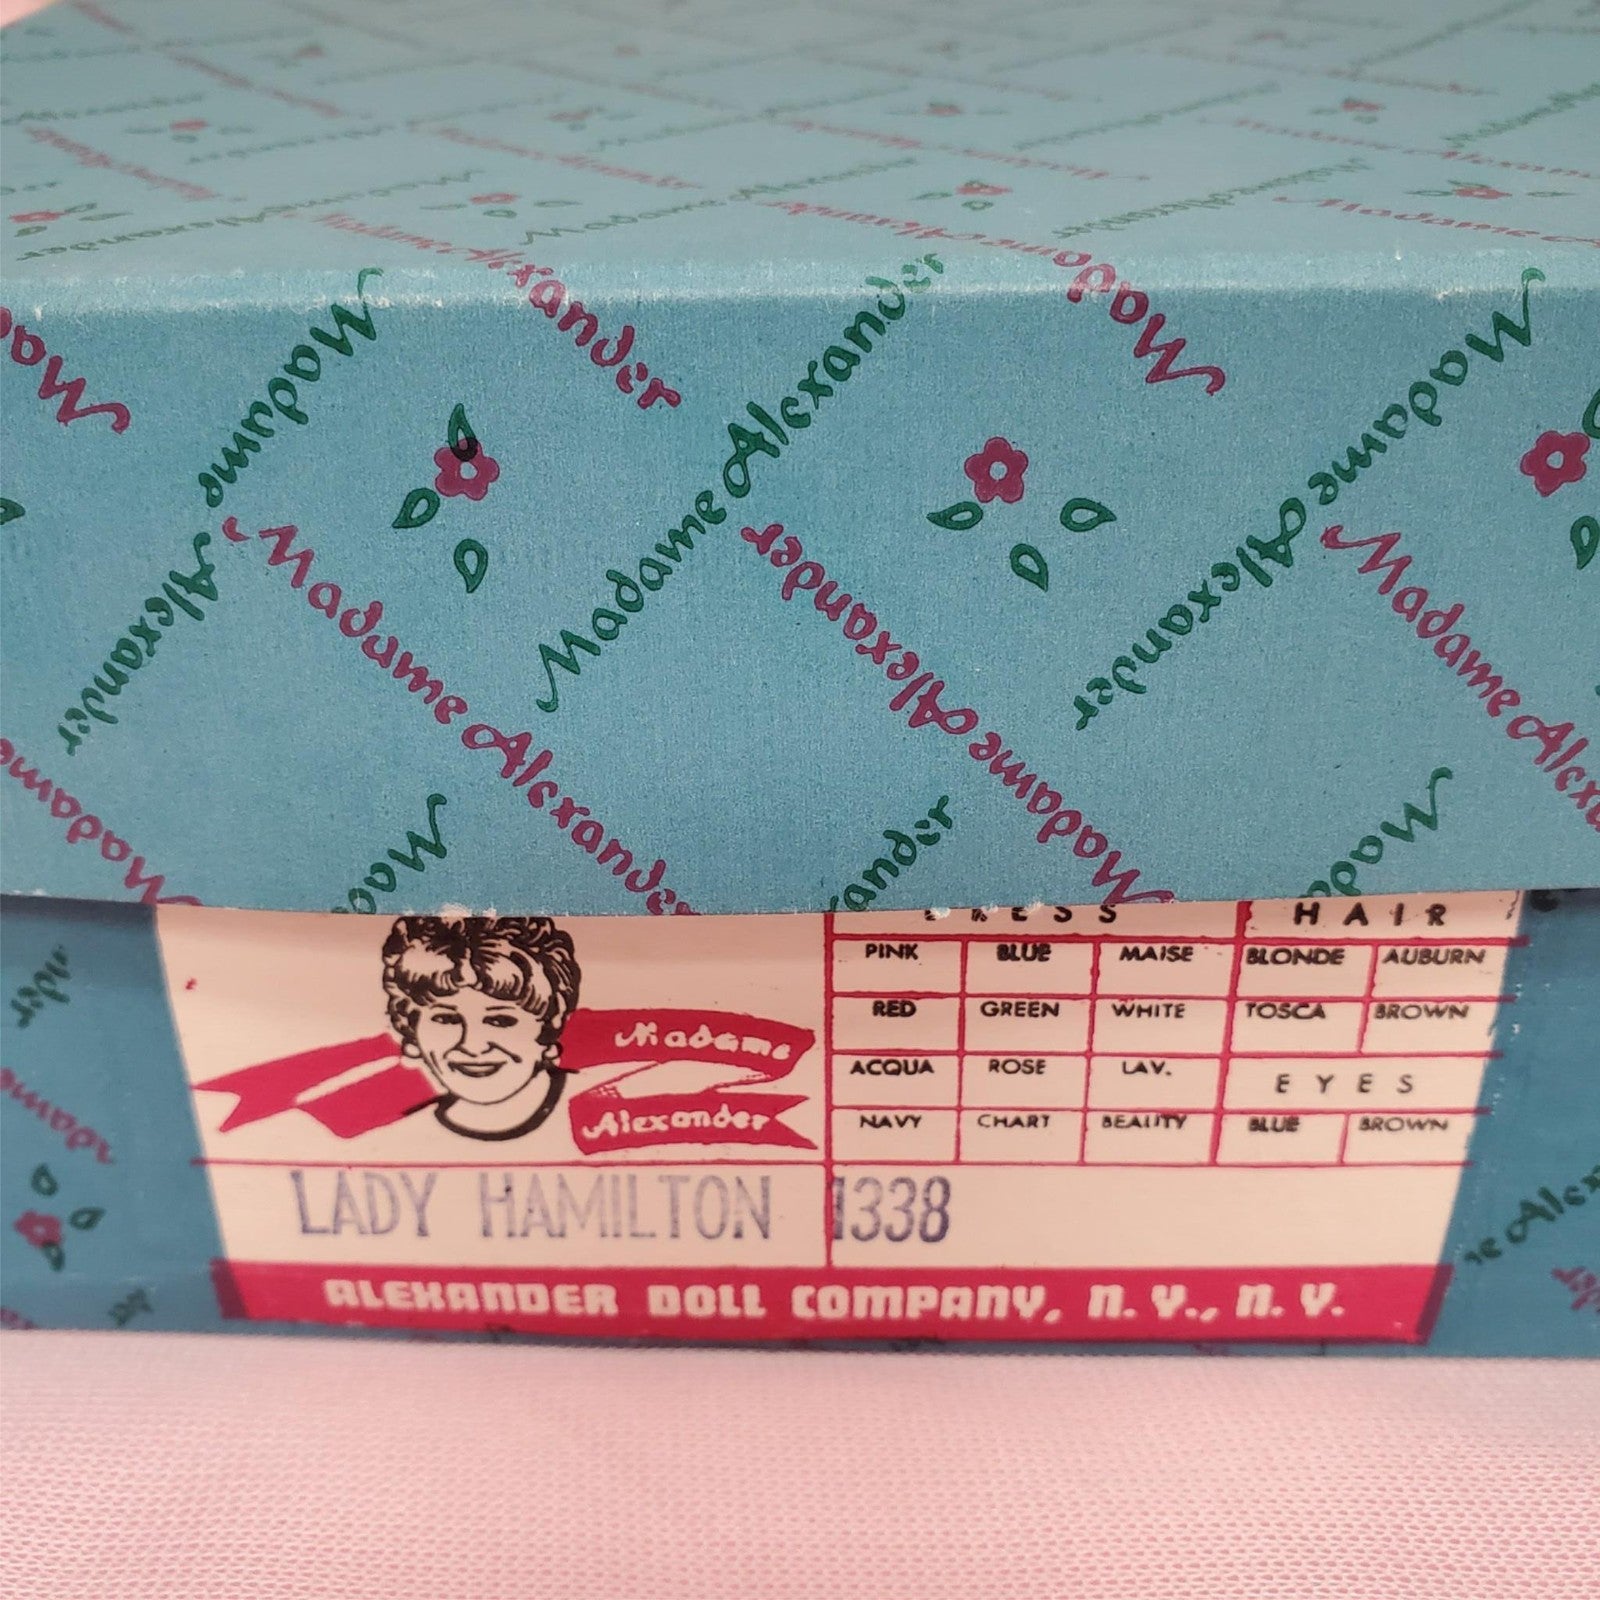 Madame Alexander
Madame Alexander
Madame Alexander
Madame Alexander
Madame Alexander
Madame Alexander
DRESS HAIR
PINK BLUE MAISE BLONDE AUBURN
RED GREEN WHITE TOSCA BROWN
ACQUA ROSE LAV. EYES
NAVY CHART BEAUTY BLUE BROWN
Madame
Alexander
LADY HAMILTON 1338
ALEXANDER DOLL COMPANY, N. Y., N. Y.